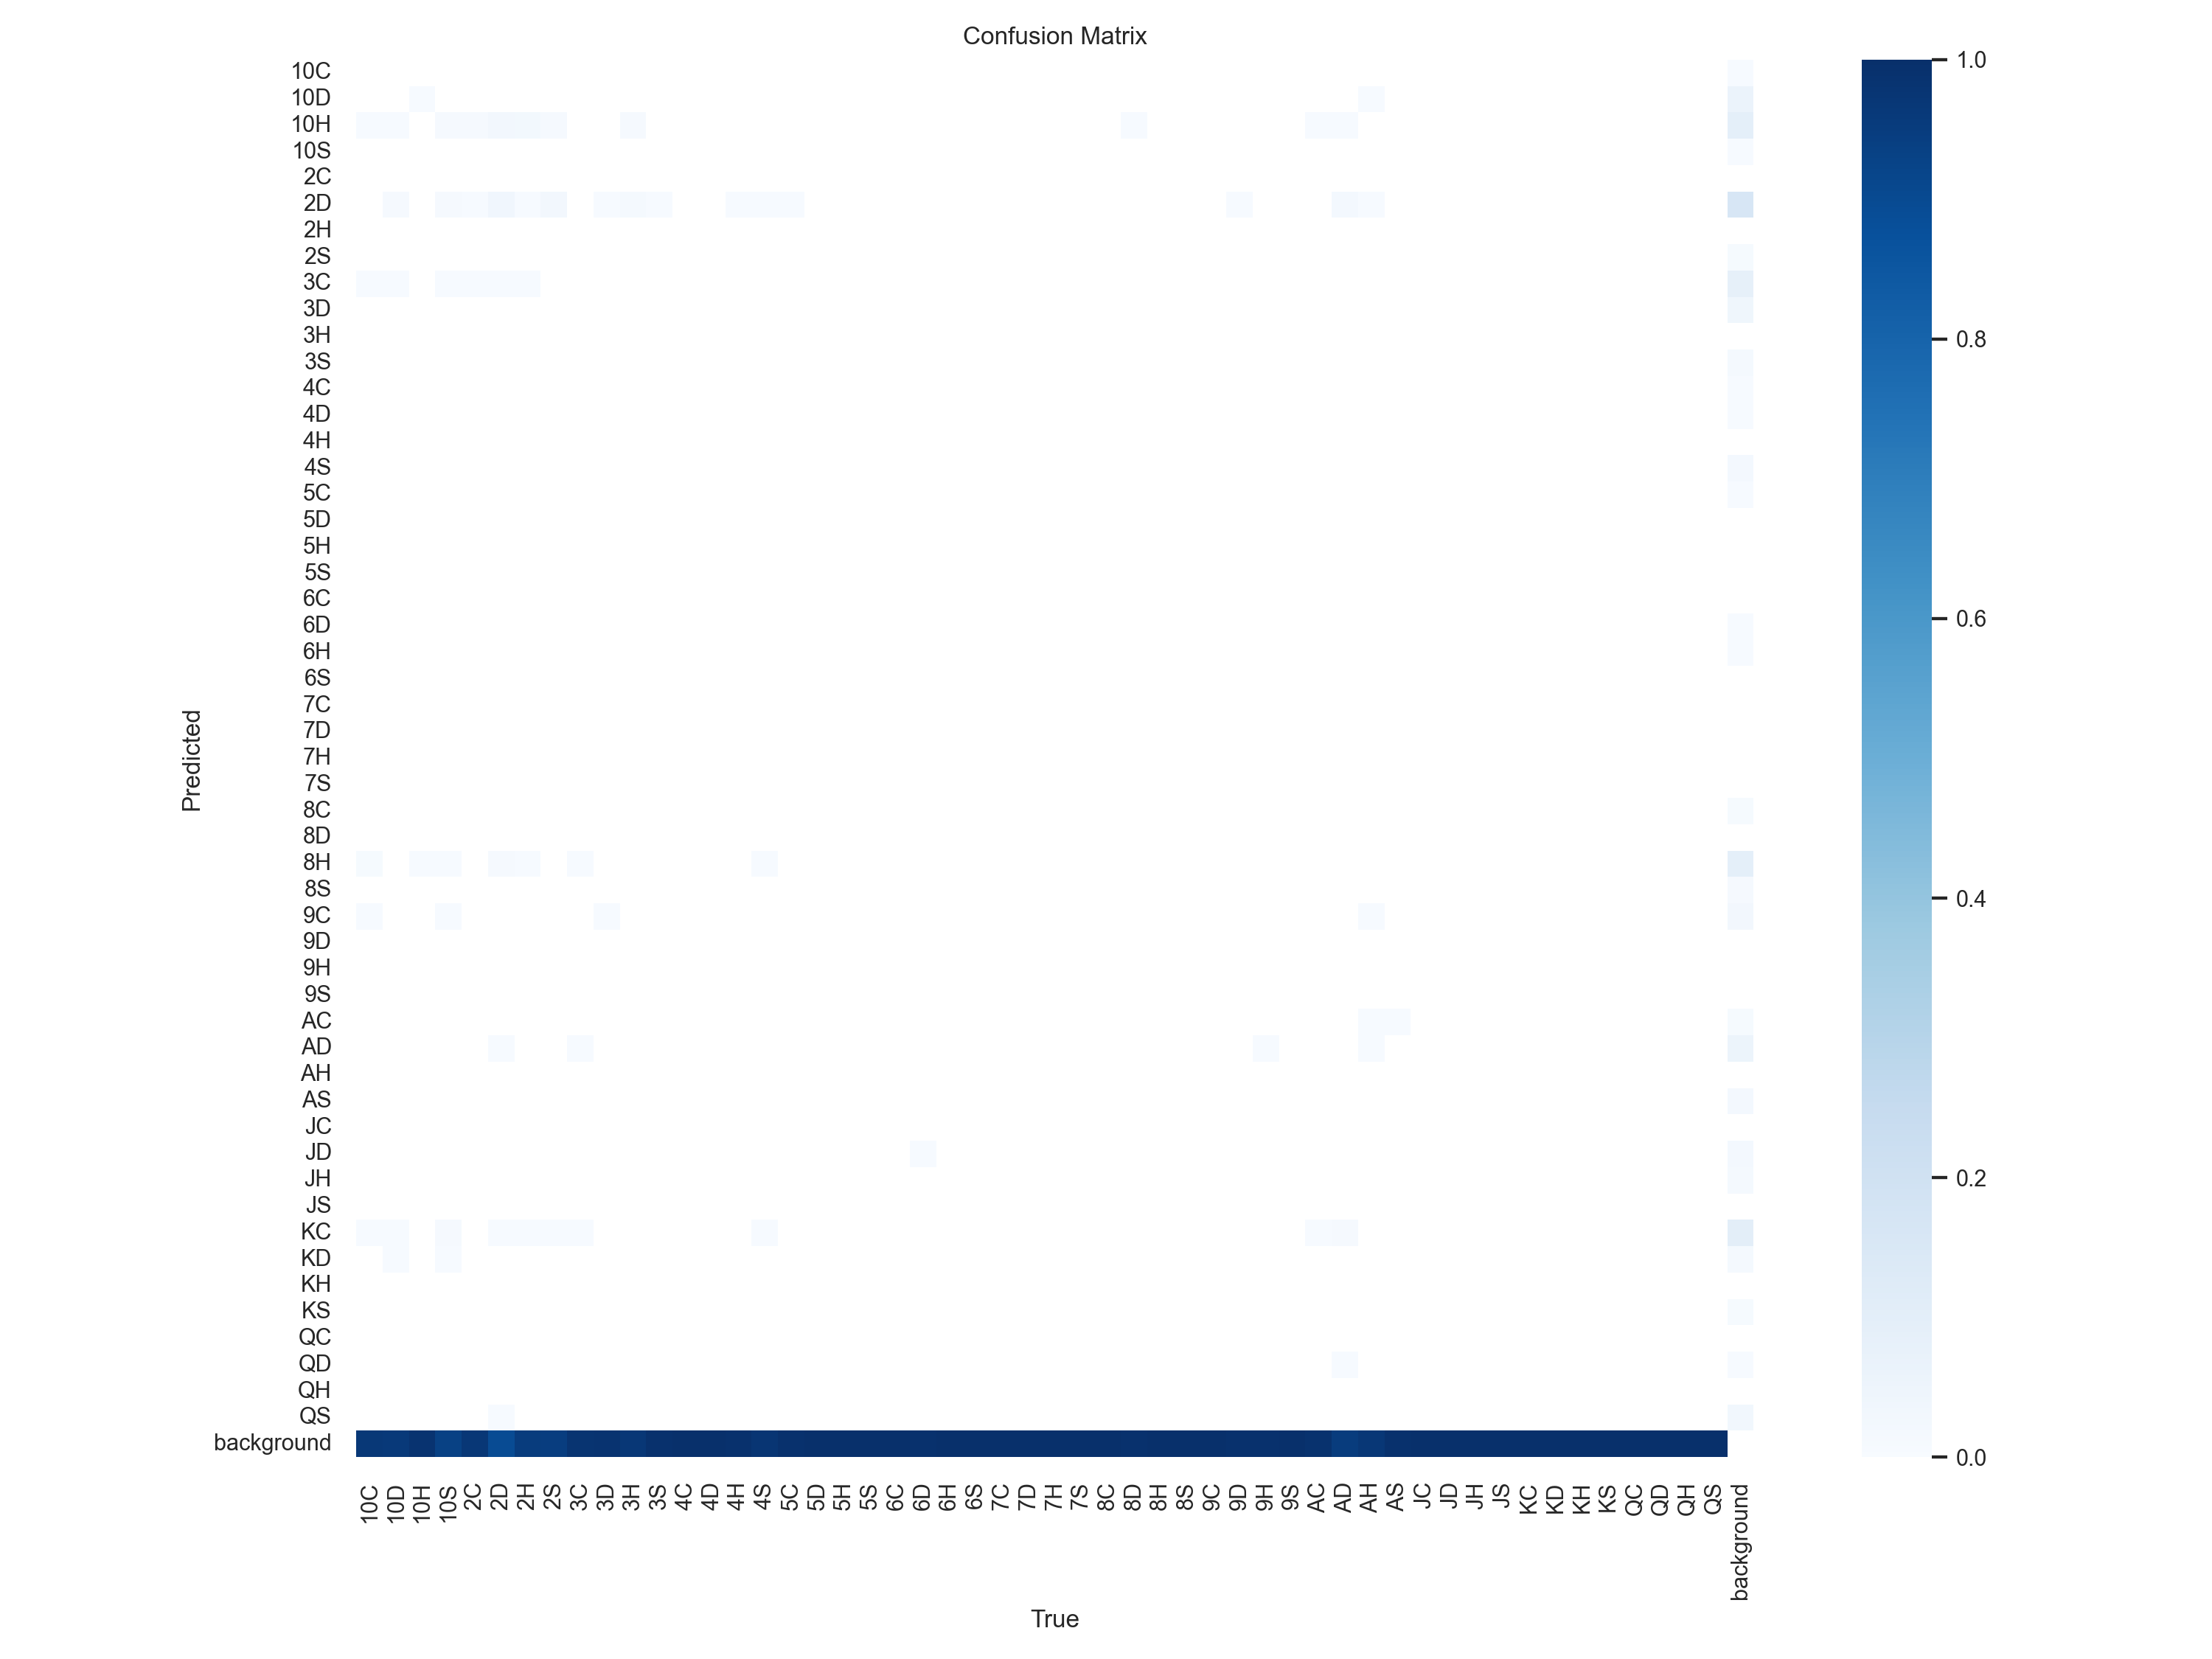 Confusion Matrix
10C
10D
10H
10S
2C
2D
2H
2S
3C
3D
3H
3S
4C
4D
4H
4S
5C
5D
5H
5S
6C
6D
6H
6S
7C
7D
7H
7S
8C
8D
8H
8S
9C
9D
9H
9S
AC
AD
AH
AS
JC
JD
JH
JS
KC
KD
KH
KS
QC
QD
QH
QS
background
Predicted
10C 10D 10H 10S 2C 2D 2H 2S 3C 3D 3H 3S 4C 4D 4H 4S 5C 5D 5H 5S 6C 6D 6H 6S 7C 7D 7H 7S 8C 8D 8H 8S 9C 9D 9H 9S AC AD AH AS JC JD JH JS KC KD KH KS QC QD QH QS background
True
1.0
0.8
0.6
0.4
0.2
0.0